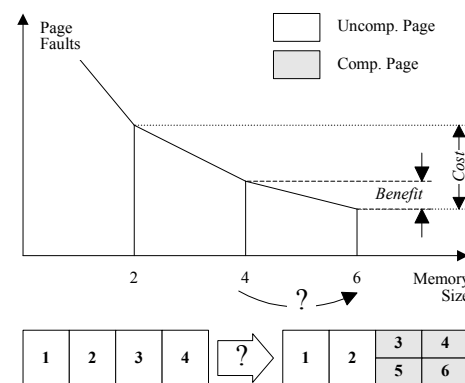 Page
Faults
Uncomp. Page
Comp. Page
Cost
Benefit
2 4 6 Memory
Size
?
1 2 3 4 ? 1 2 3 4
5 6